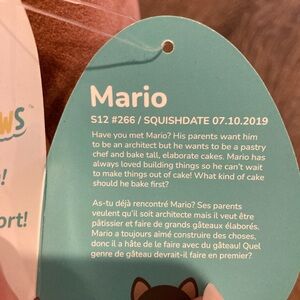 Mario
S12 #266 / SQUISHDATE 07.10.2019
Have you met Mario? His parents want him
to be an architect but he wants to be a pastry
chef and bake tall, elaborate cakes. Mario has
always loved building things so he can't wait
to make things out of cake! What kind of cake
should he bake first?
As-tu déjà rencontré Mario? Ses parents
veulent qu'il soit architecte mais il veut être
pâtissier et faire de grands gâteaux élaborés.
Mario a toujours aimé construire des choses,
donc il a hâte de le faire avec du gâteau! Quel
genre de gâteau devrait-il faire en premier?
WS
!
ort!